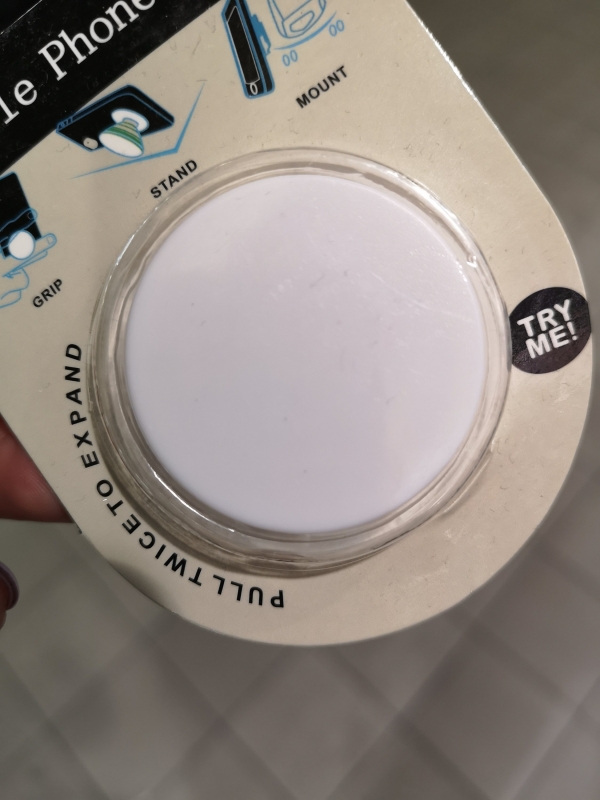 le Phone
MOUNT
STAND
GRIP
TRY
ME!
PULL TWICE TO EXPAND